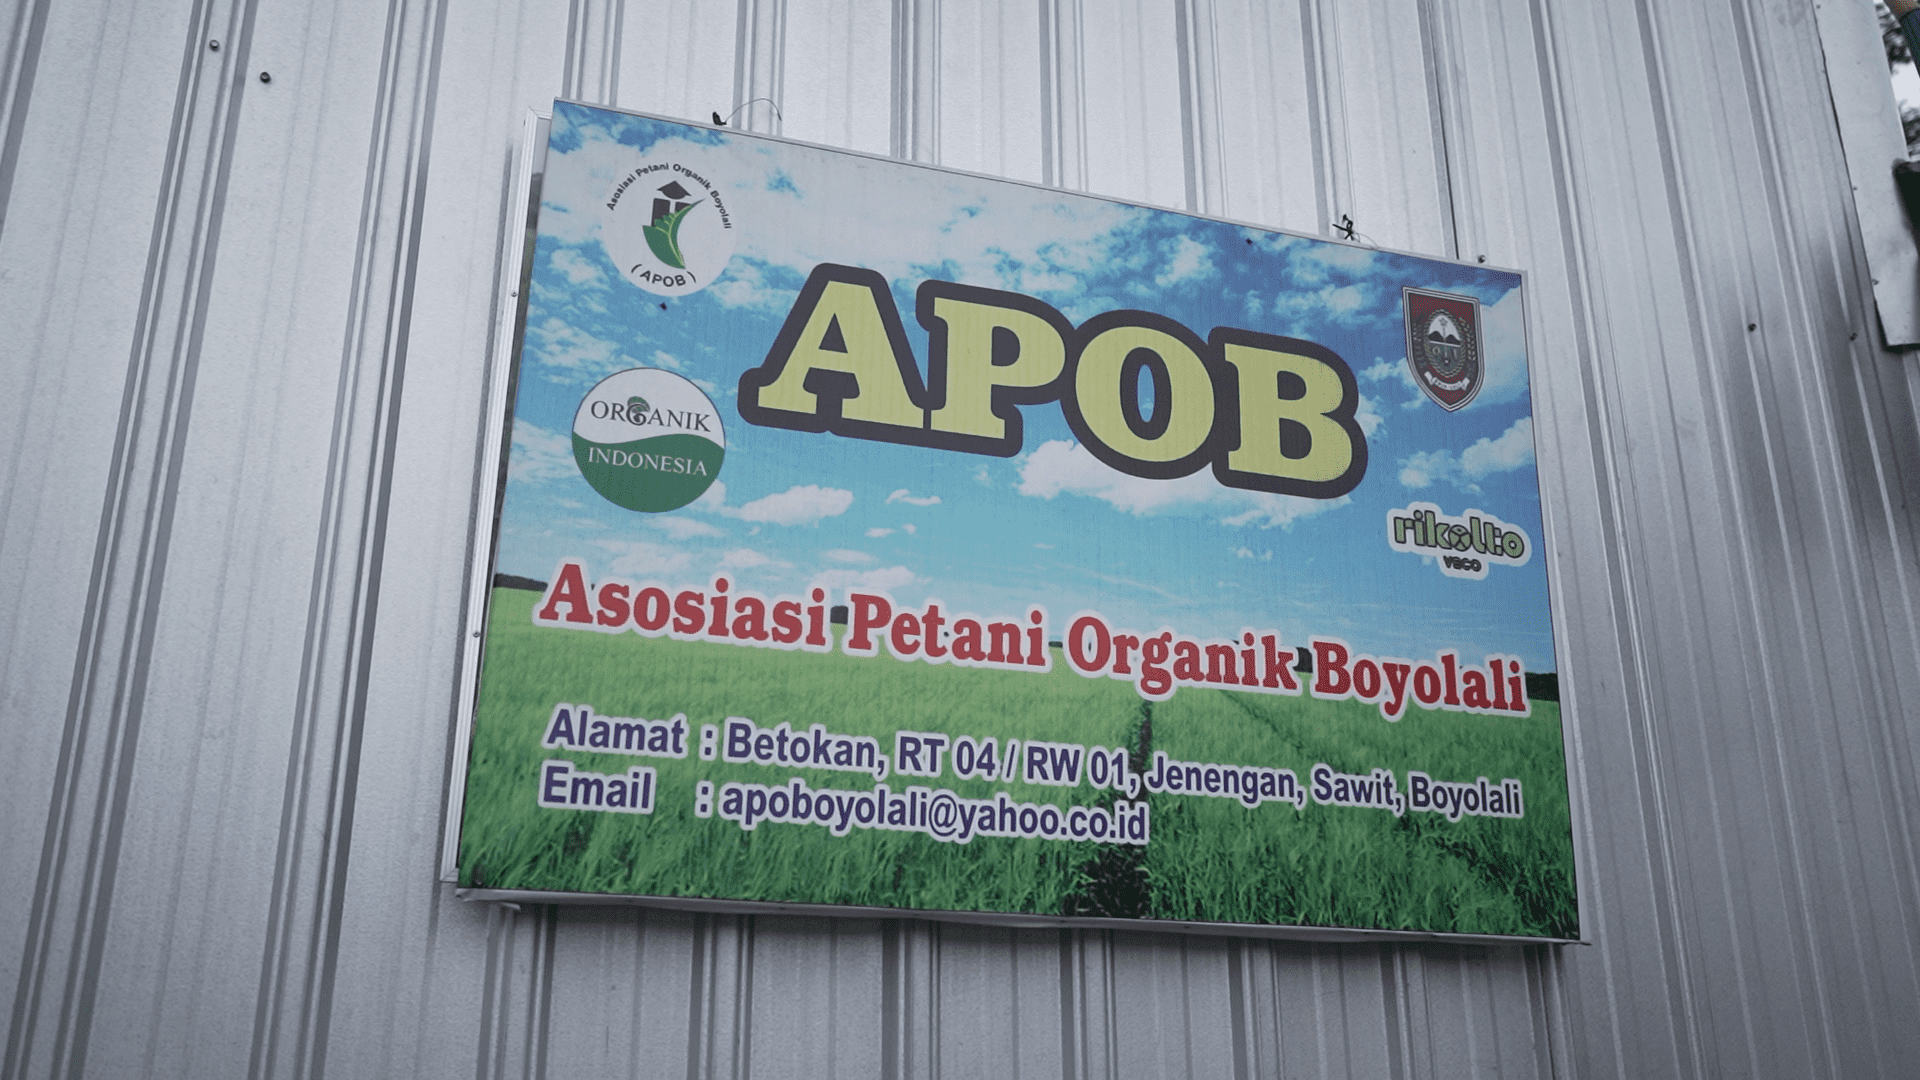 Asosiasi Petani Organik Boyolali
( APOB )
APOB
ORGANIK
INDONESIA
rikolto
veco
Asosiasi Petani Organik Boyolali
Alamat : Betokan, RT 04 / RW 01, Jenengan, Sawit, Boyolali
Email : apoboyolali@yahoo.co.id